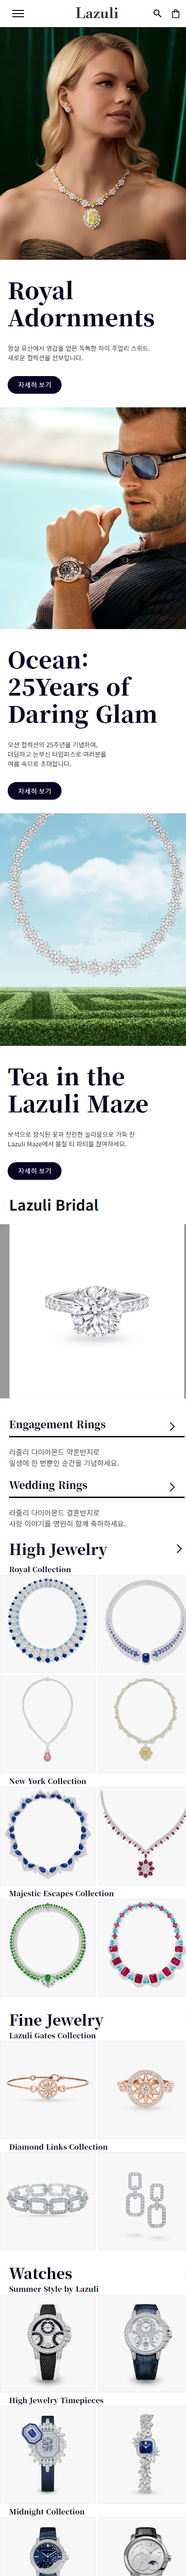 Lazuli
Royal
Adornments
왕실 유산에서 영감을 얻은 독특한 하이 주얼리 스위트.
새로운 컬렉션을 선보입니다.
자세히 보기
Ocean:
25Years of
Daring Glam
오션 컬렉션의 25주년을 기념하여,
대담하고 눈부신 타임피스로 여러분을
여름 속으로 초대합니다.
자세히 보기
Tea in the
Lazuli Maze
보석으로 장식된 꽃과 찬란한 놀라움으로 가득 찬
Lazuli Maze에서 봄철 티 파티를 참여하세요.
자세히 보기
Lazuli Bridal
Engagement Rings
라줄리 다이아몬드 약혼반지로
일생에 한 번뿐인 순간을 기념하세요.
Wedding Rings
라줄리 다이아몬드 결혼반지로
사랑 이야기를 영원히 함께 축하하세요.
High Jewelry
Royal Collection
New York Collection
Majestic Escapes Collection
Fine Jewelry
Lazuli Gates Collection
Diamond Links Collection
Watches
Summer Style by Lazuli
High Jewelry Timepieces
Midnight Collection